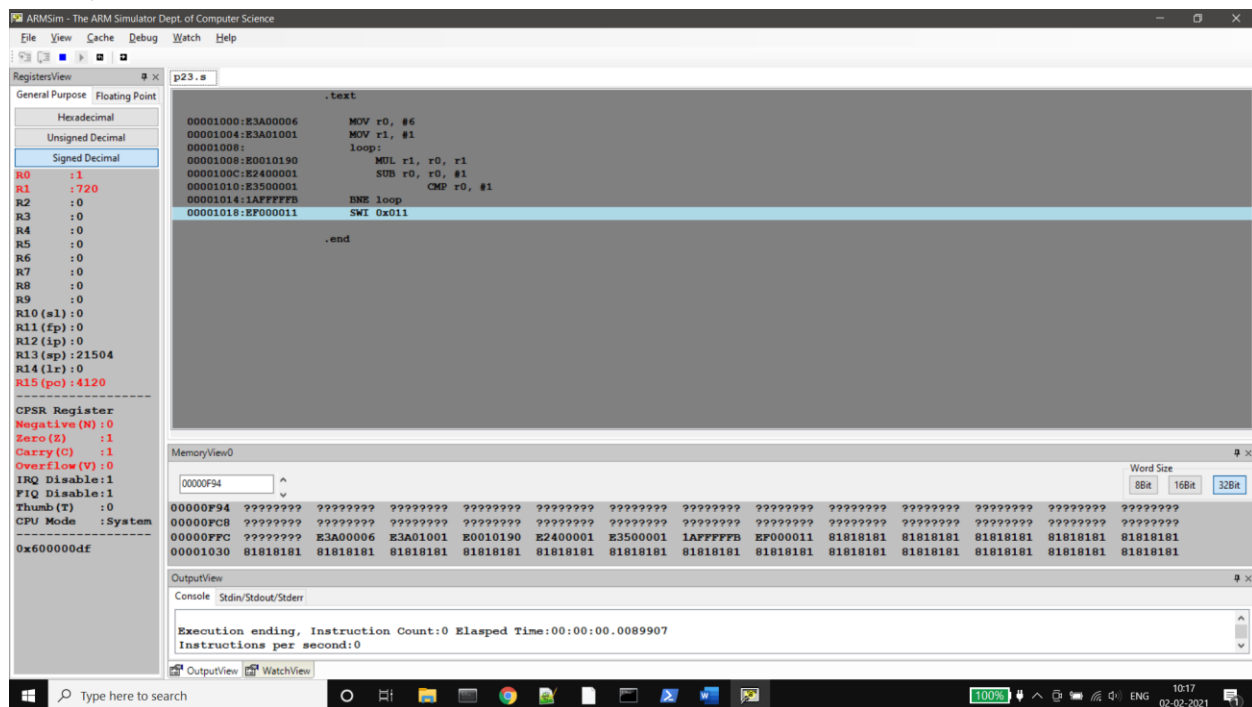 ARMSim - The ARM Simulator Dept. of Computer Science
File View Cache Debug Watch Help
RegistersView
General Purpose Floating Point
Hexadecimal
Unsigned Decimal
Signed Decimal
R0 :1
R1 :720
R2 :0
R3 :0
R4 :0
R5 :0
R6 :0
R7 :0
R8 :0
R9 :0
R10(sl):0
R11(fp):0
R12(ip):0
R13(sp):21504
R14(lr):0
R15(pc):4120
--------------------
CPSR Register
Negative(N):0
Zero(Z) :1
Carry(C) :1
Overflow(V):0
IRQ Disable:1
FIQ Disable:1
Thumb(T) :0
CPU Mode :System
--------------------
0x600000df
p23.s
.text
00001000:E3A00006 MOV r0, #6
00001004:E3A01001 MOV r1, #1
00001008: loop:
00001008:E0010190 MUL r1, r0, r1
0000100C:E2400001 SUB r0, r0, #1
00001010:E3500001 CMP r0, #1
00001014:1AFFFFFB BNE loop
00001018:EF000011 SWI 0x011
.end
MemoryView0
Word Size
00000F94
8Bit 16Bit 32Bit
00000F94 ???????? ???????? ???????? ???????? ???????? ???????? ???????? ???????? ???????? ???????? ???????? ???????? ????????
00000FC8 ???????? ???????? ???????? ???????? ???????? ???????? ???????? ???????? ???????? ???????? ???????? ???????? ????????
00000FFC ???????? E3A00006 E3A01001 E0010190 E2400001 E3500001 1AFFFFFB EF000011 81818181 81818181 81818181 81818181 81818181
00001030 81818181 81818181 81818181 81818181 81818181 81818181 81818181 81818181 81818181 81818181 81818181 81818181 81818181
OutputView
Console Stdin/Stdout/Stderr
Execution ending, Instruction Count:0 Elasped Time:00:00:00.0089907
Instructions per second:0
OutputView WatchView
Type here to search
100% ENG 10:17
02-02-2021